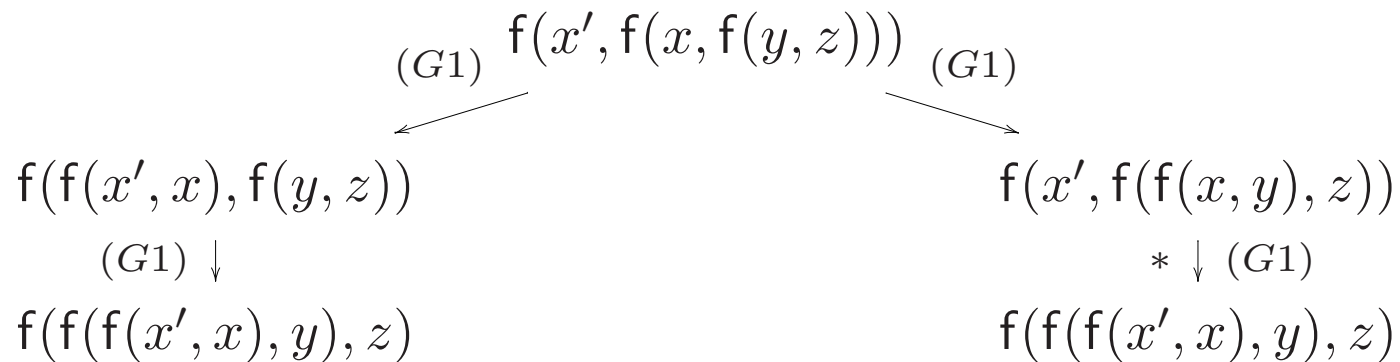 f(x′, f(x, f(y, z)))
(G1) (G1)
f(f(x′, x), f(y, z)) f(x′, f(f(x, y), z))
(G1) ↓ * ↓ (G1)
f(f(f(x′, x), y), z) f(f(f(x′, x), y), z)